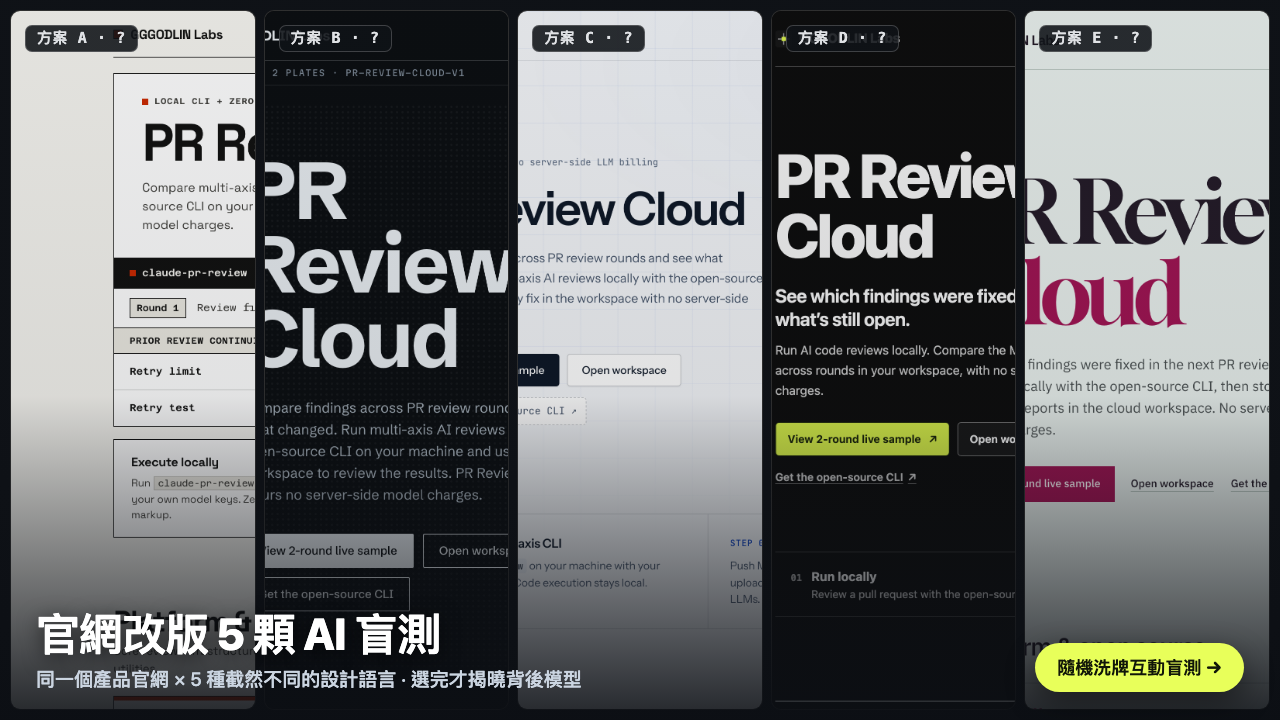 方案 A · ?
GGGODLIN Labs
LOCAL CLI + ZERO
PR Re
Compare multi-axis
source CLI on your
model charges.
claude-pr-review
Round 1
Review
PRIOR REVIEW CONTINU
Retry limit
Retry test
Execute locally
Run claude-pr-review
your own model keys. Ze
markup.
方案 B · ?
2 PLATES · PR-REVIEW-CLOUD-V1
PR
Review
Cloud
mpare findings across PR review roun
at changed. Run multi-axis AI reviews
en-source CLI on your machine and us
rkspace to review the results. PR Revie
urs no server-side model charges.
View 2-round live sample
Open worksp
Get the open-source CLI
方案 C · ?
o server-side LLM billing
eview Cloud
cross PR review rounds and see what
axis AI reviews locally with the open-source
y fix in the workspace with no server-side
mple
Open workspace
urce CLI ↗
axis CLI
on your machine with your
Code execution stays local.
STEP 0
Push M
upload
LLMs.
方案 D · ?
PR Review
Cloud
See which findings were fixed
what's still open.
Run AI code reviews locally. Compare the M
across rounds in your workspace, with no s
charges.
View 2-round live sample ↗
Open wo
Get the open-source CLI ↗
01 Run locally
Review a pull request with the open-sour
方案 E · ?
R Revie
loud
findings were fixed in the next PR revie
cally with the open-source CLI, then sto
eports in the cloud workspace. No serve
rges.
und live sample
Open workspace
Get the
官網改版 5 顆 AI 盲測
同一個產品官網 × 5 種截然不同的設計語言 · 選完才揭曉背後模型
隨機洗牌互動盲測 →